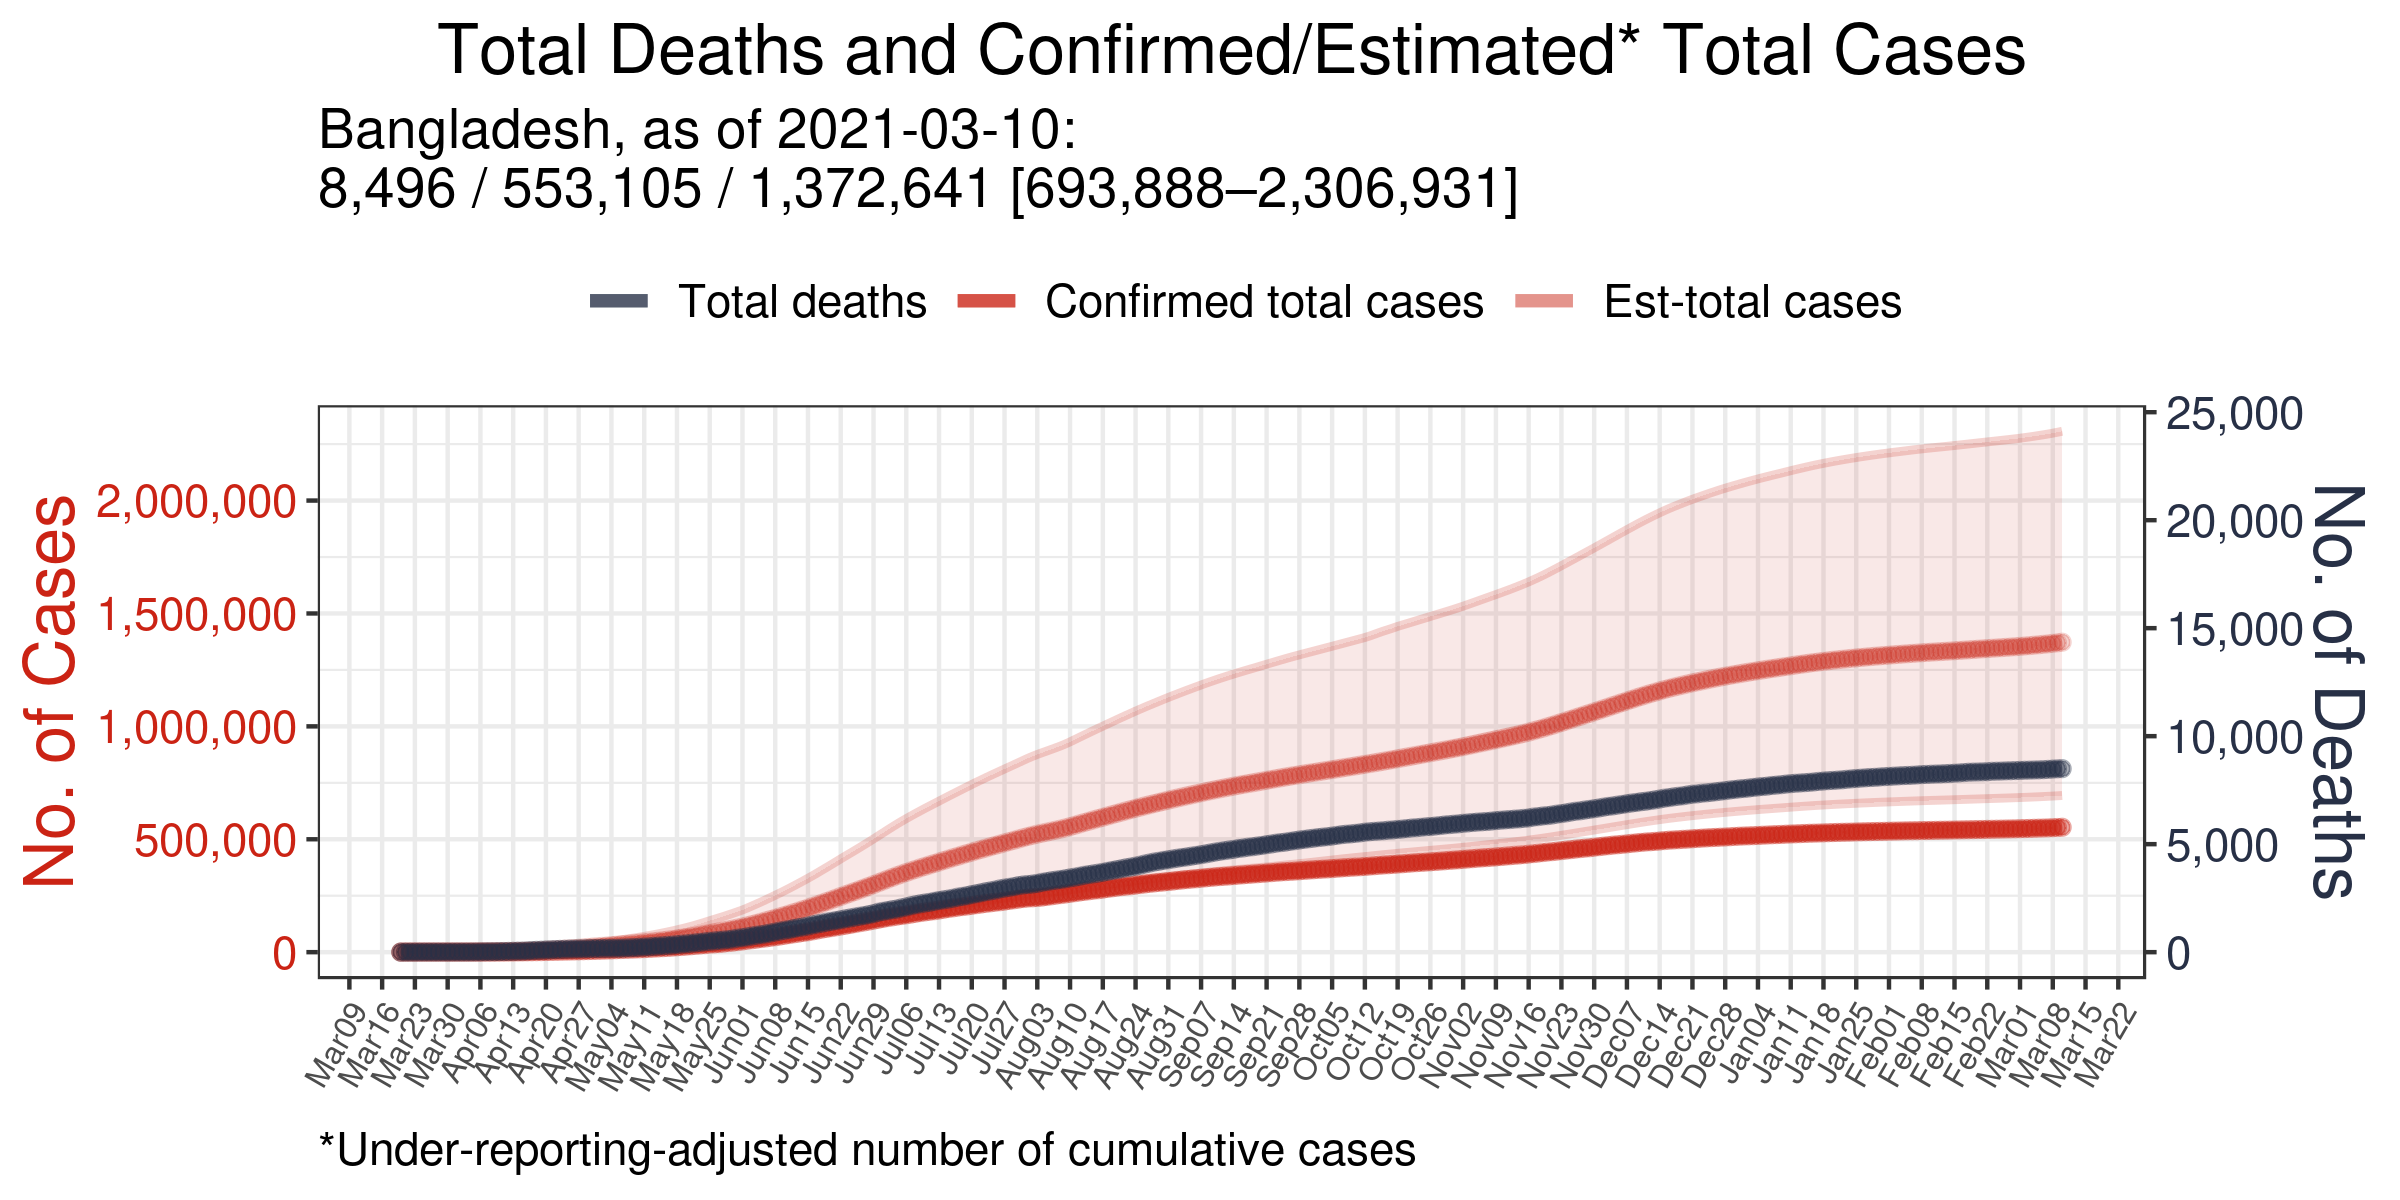 Total Deaths and Confirmed/Estimated* Total Cases
Bangladesh, as of 2021-03-10:
8,496 / 553,105 / 1,372,641 [693,888–2,306,931]
Total deaths
Confirmed total cases
Est-total cases
No. of Cases
2,000,000
1,500,000
1,000,000
500,000
0
25,000
20,000
15,000
10,000
5,000
0
No. of Deaths
Mar09
Mar16
Mar23
Mar30
Apr06
Apr13
Apr20
Apr27
May04
May11
May18
May25
Jun01
Jun08
Jun15
Jun22
Jun29
Jul06
Jul13
Jul20
Jul27
Aug03
Aug10
Aug17
Aug24
Aug31
Sep07
Sep14
Sep21
Sep28
Oct05
Oct12
Oct19
Oct26
Nov02
Nov09
Nov16
Nov23
Nov30
Dec07
Dec14
Dec21
Dec28
Jan04
Jan11
Jan18
Jan25
Feb01
Feb08
Feb15
Feb22
Mar01
Mar08
Mar15
Mar22
*Under-reporting-adjusted number of cumulative cases